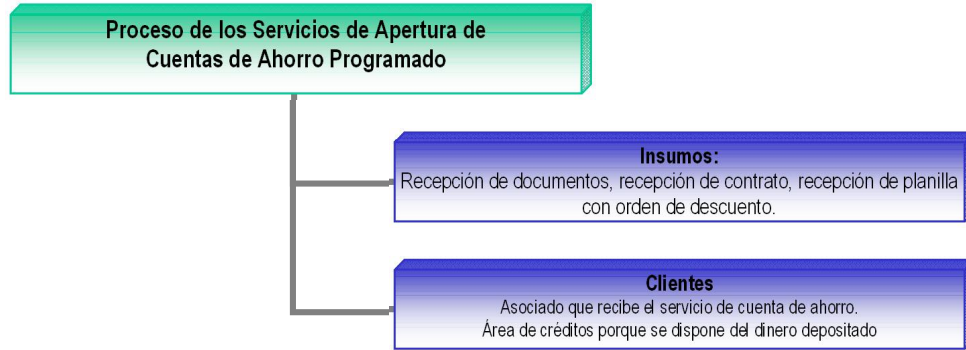 Proceso de los Servicios de Apertura de
Cuentas de Ahorro Programado
Insumos:
Recepción de documentos, recepción de contrato, recepción de planilla
con orden de descuento.
Clientes
Asociado que recibe el servicio de cuenta de ahorro.
Área de créditos porque se dispone del dinero depositado